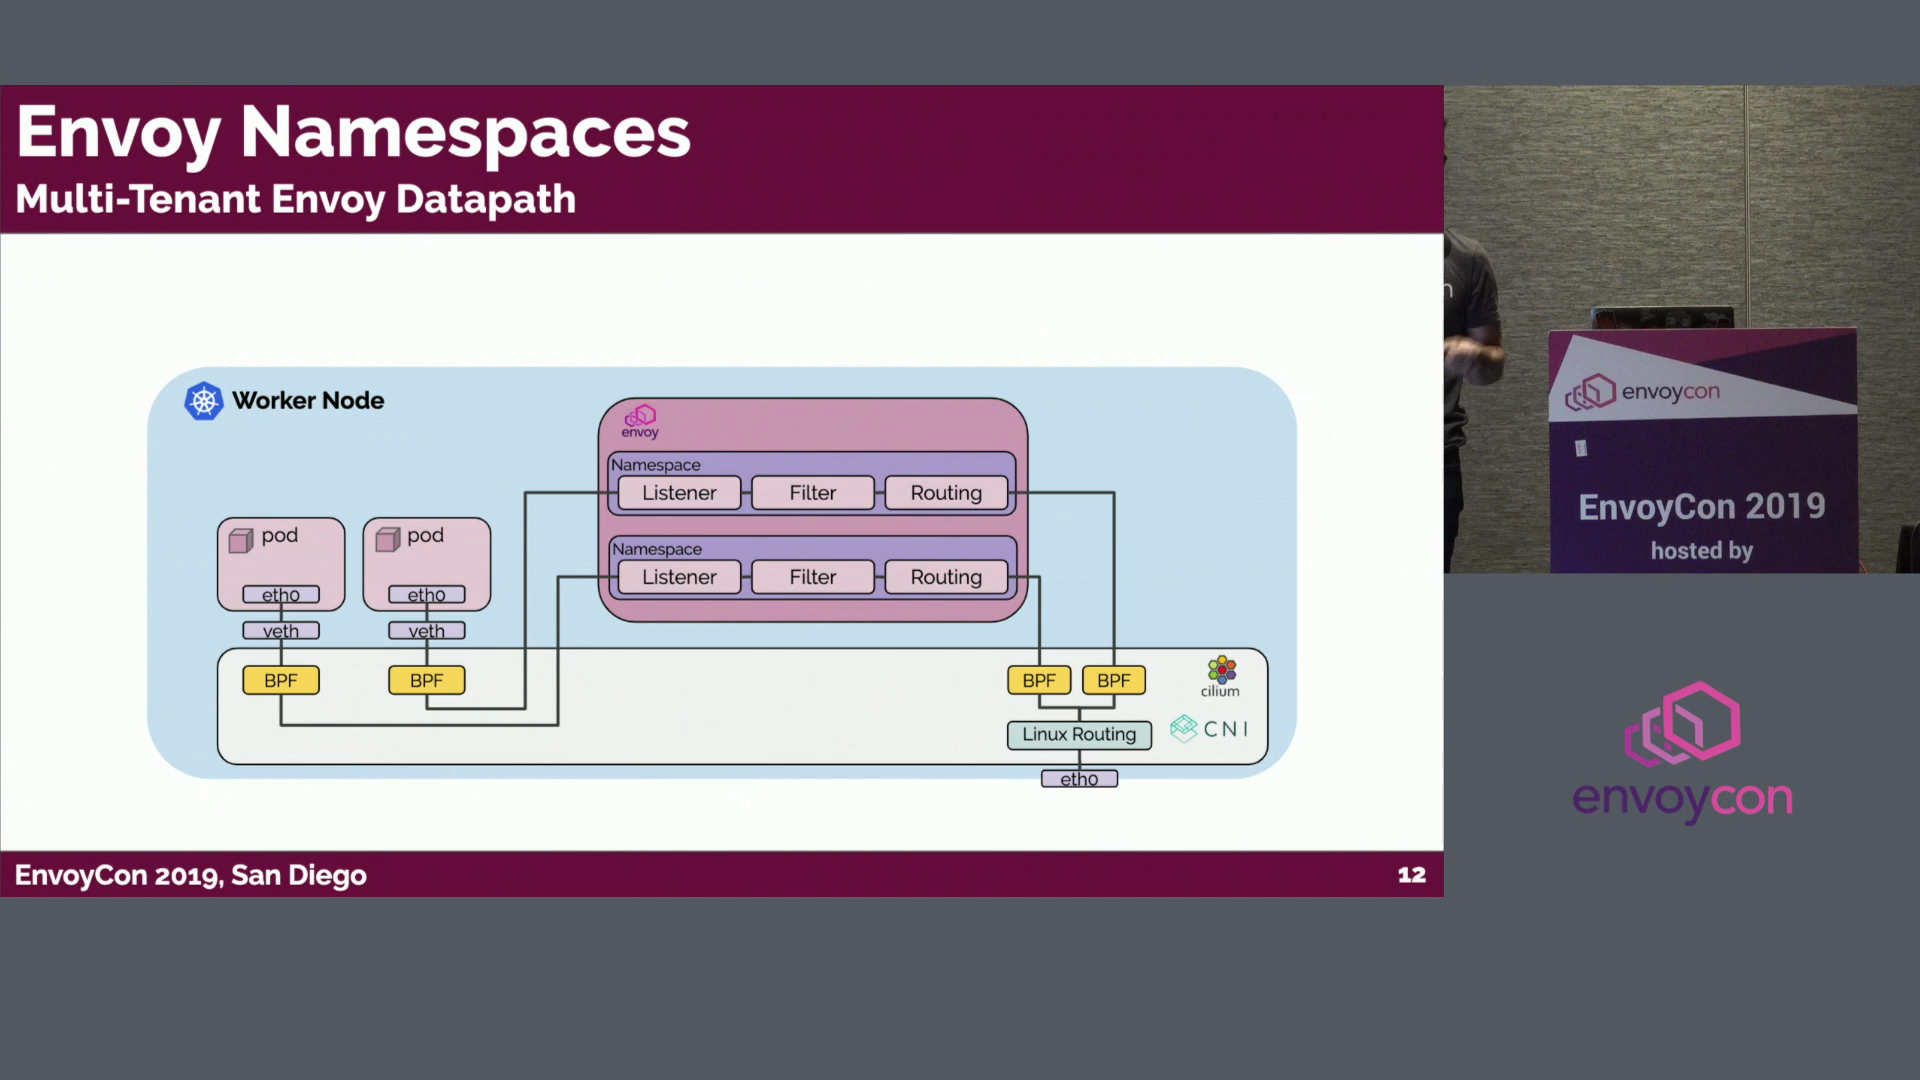 Envoy Namespaces
Multi-Tenant Envoy Datapath
Worker Node
envoy
Namespace
Listener
Filter
Routing
Namespace
Listener
Filter
Routing
pod
eth0
veth
BPF
pod
eth0
veth
BPF
BPF
BPF
cilium
Linux Routing
CNI
eth0
EnvoyCon 2019, San Diego
12
n
envoycon
EnvoyCon 2019
hosted by
envoycon